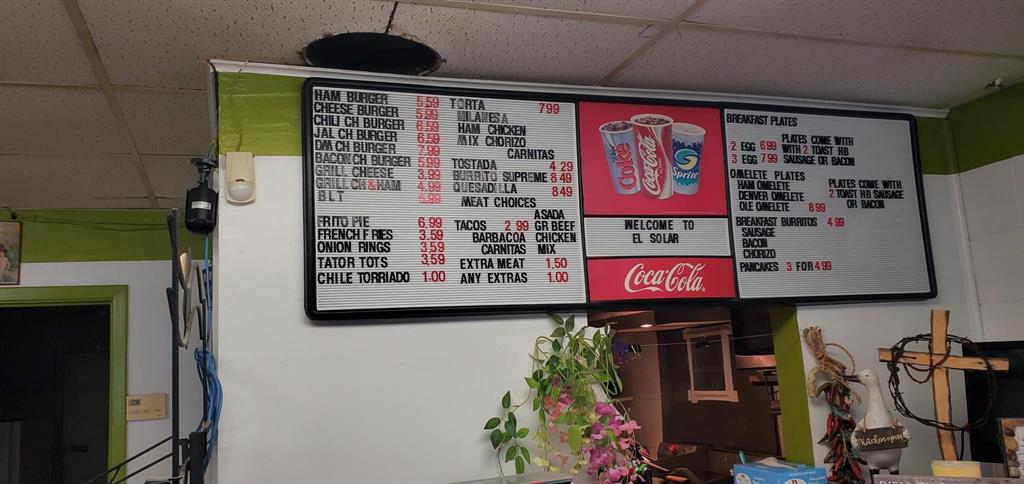 HAM BURGER 5.59
CHEESE BURGER 5.99
CHILI CH BURGER 6.59
JAL CH BURGER 6.59
D/M CH BURGER 7.99
BACON CH BURGER 5.99
GRILL CHEESE 3.99
GRILL CH & HAM 4.99
B L T 5.99
FRITO PIE 6.99
FRENCH FRIES 3.59
ONION RINGS 3.59
TATOR TOTS 3.59
CHILE TORRIADO 1.00
TORTA 799
MILANESA
HAM CHICKEN
MIX CHORIZO
CARNITAS
TOSTADA 4 29
BURRITO SUPREME 8 49
QUESADILLA 8 49
MEAT CHOICES
ASADA
TACOS 2 99 GR BEEF
BARBACOA CHICKEN
CARNITAS MIX
EXTRA MEAT 1.50
ANY EXTRAS 1.00
Coke
Coca-Cola
Sprite
WELCOME TO
EL SOLAR
Coca-Cola
BREAKFAST PLATES
PLATES COME WITH
2 EGG 6 99 WITH 2 TOAST HB
3 EGG 7 99 SAUSAGE OR BACON
OMELETE PLATES
HAM OMELETE PLATES COME WITH
DENVER OMELETE 2 TOAST HB SAUSAGE
OLE OMELETE 8 99 OR BACON
BREAKFAST BURRITOS 4 99
SAUSAGE
BACON
CHORIZO
PANCAKES 3 FOR 4 99
Kitchen open